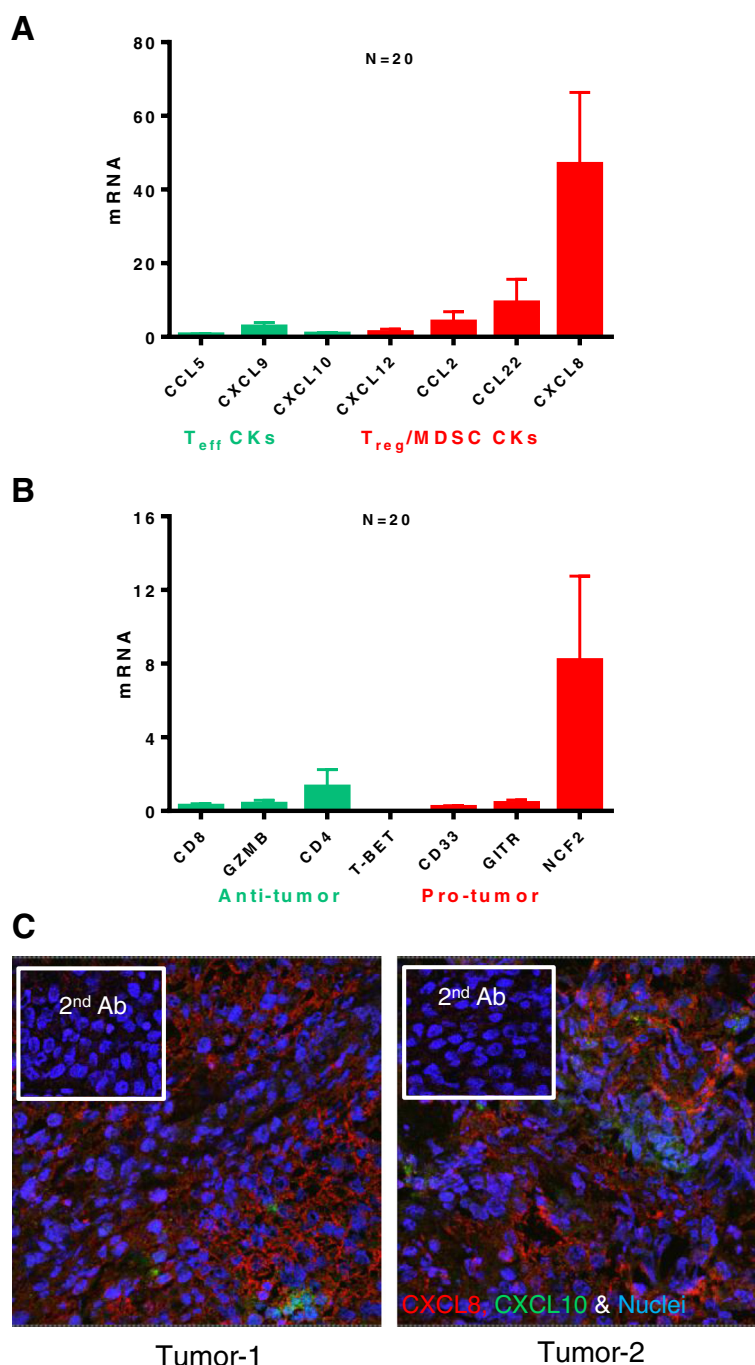 A
80
60
40
20
0
mRNA
N=20
CCL5
CXCL9
CXCL10
CXCL12
CCL2
CCL22
CXCL8
Teff CKs
Treg/MDSC CKs
B
16
12
8
4
0
mRNA
N=20
CD8
GZMB
CD4
T-BET
CD33
GITR
NCF2
Anti-tumor
Pro-tumor
C
2nd Ab
2nd Ab
CXCL8, CXCL10 & Nuclei
Tumor-1
Tumor-2